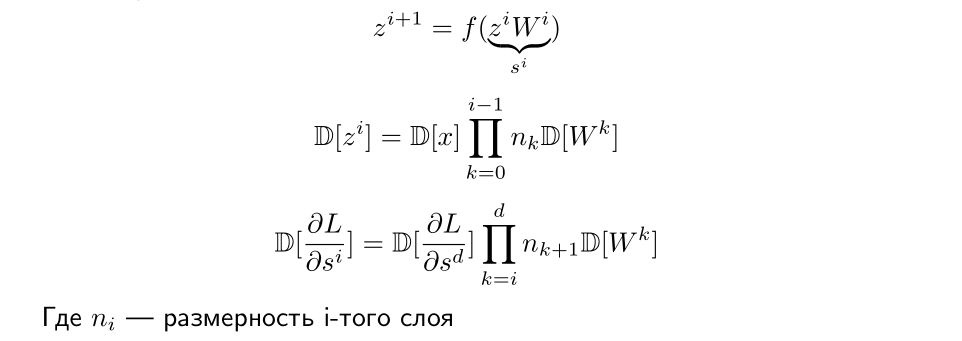 $$z^{i+1} = f(\underbrace{z^i W^i}_{s^i})$$
$$\mathbb{D}[z^i] = \mathbb{D}[x] \prod_{k=0}^{i-1} n_k \mathbb{D}[W^k]$$
$$\mathbb{D}[\frac{\partial L}{\partial s^i}] = \mathbb{D}[\frac{\partial L}{\partial s^d}] \prod_{k=i}^{d} n_{k+1} \mathbb{D}[W^k]$$
Где $n_i$ — размерность i-того слоя